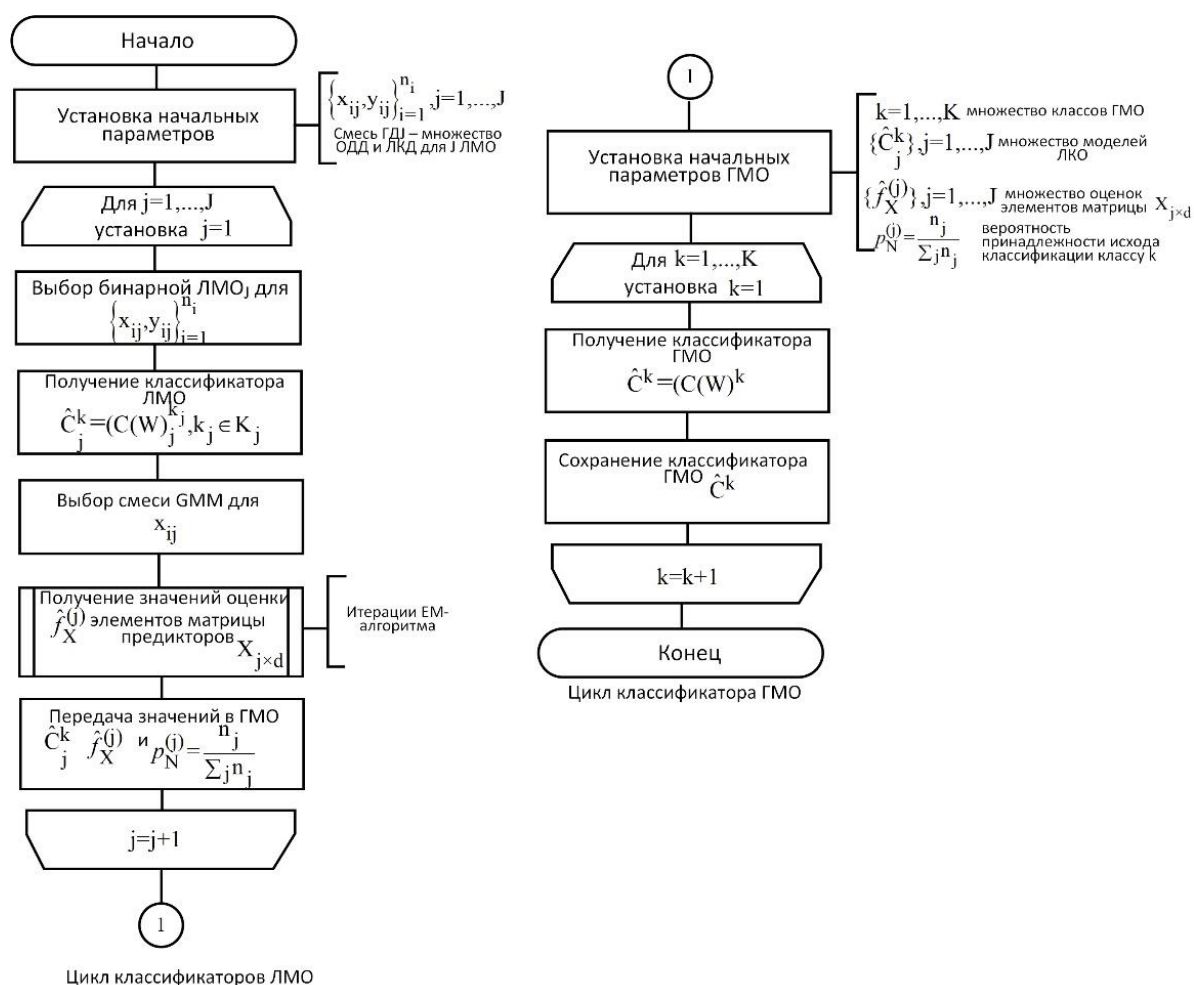 Начало
Установка начальных
параметров
{x_ij,y_ij}_{i=1}^{n_i},j=1,...,J
Смесь ГДJ – множество
ОДД и ЛКД для J ЛМО
Для j=1,...,J
установка j=1
Выбор бинарной ЛМОj для
{x_ij,y_ij}_{i=1}^{n_i}
Получение классификатора
ЛМО
Ĉ_j^k=(C(W)_j^{k_j},k_j∈K_j
Выбор смеси GMM для
x_ij
Получение значений оценки
f̂_X^(j) элементов матрицы
предикторов X_{j×d}
Итерации EM-
алгоритма
Передача значений в ГМО
Ĉ_j^k f̂_X^(j) и p_N^(j)=n_j/∑_j n_j
j=j+1
1
Цикл классификаторов ЛМО
1
Установка начальных
параметров ГМО
k=1,...,K множество классов ГМО
{Ĉ_j^k},j=1,...,J множество моделей
ЛКО
{f̂_X^(j)},j=1,...,J множество оценок
элементов матрицы X_{j×d}
p_N^(j)=n_j/∑_j n_j вероятность
принадлежности исхода
классификации классу k
Для k=1,...,K
установка k=1
Получение классификатора
ГМО
Ĉ^k=(C(W)^k
Сохранение классификатора
ГМО Ĉ^k
k=k+1
Конец
Цикл классификатора ГМО